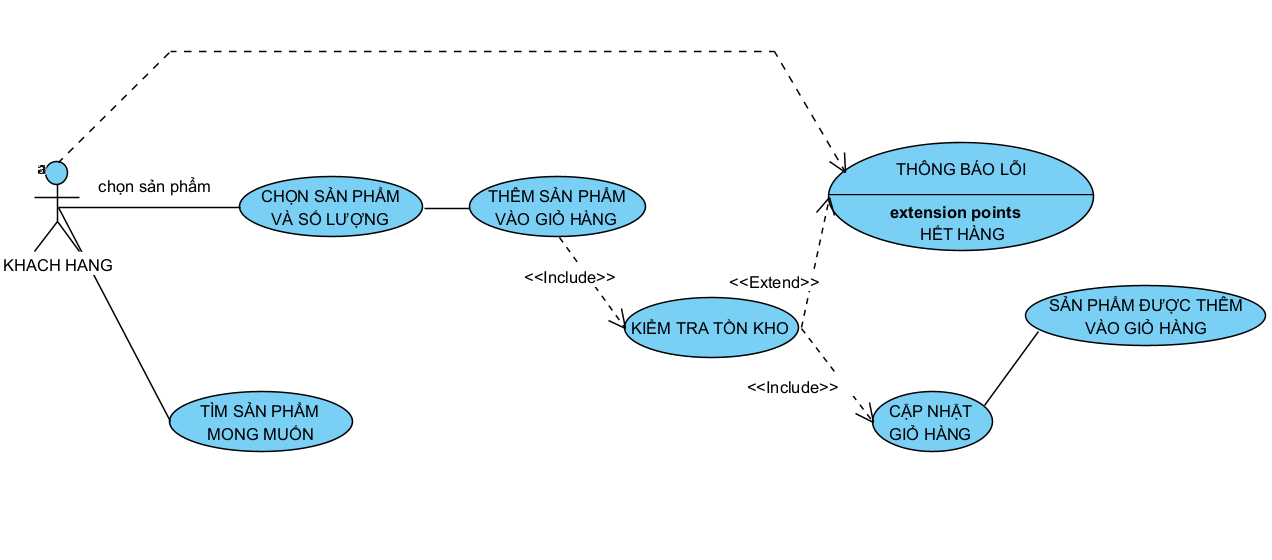 chọn sản phẩm
KHACH HANG
CHỌN SẢN PHẨM
VÀ SỐ LƯỢNG
THÊM SẢN PHẨM
VÀO GIỎ HÀNG
THÔNG BÁO LỖI
extension points
HẾT HÀNG
<<Include>>
<<Extend>>
KIỂM TRA TỒN KHO
SẢN PHẨM ĐƯỢC THÊM
VÀO GIỎ HÀNG
<<Include>>
CẬP NHẬT
GIỎ HÀNG
TÌM SẢN PHẨM
MONG MUỐN